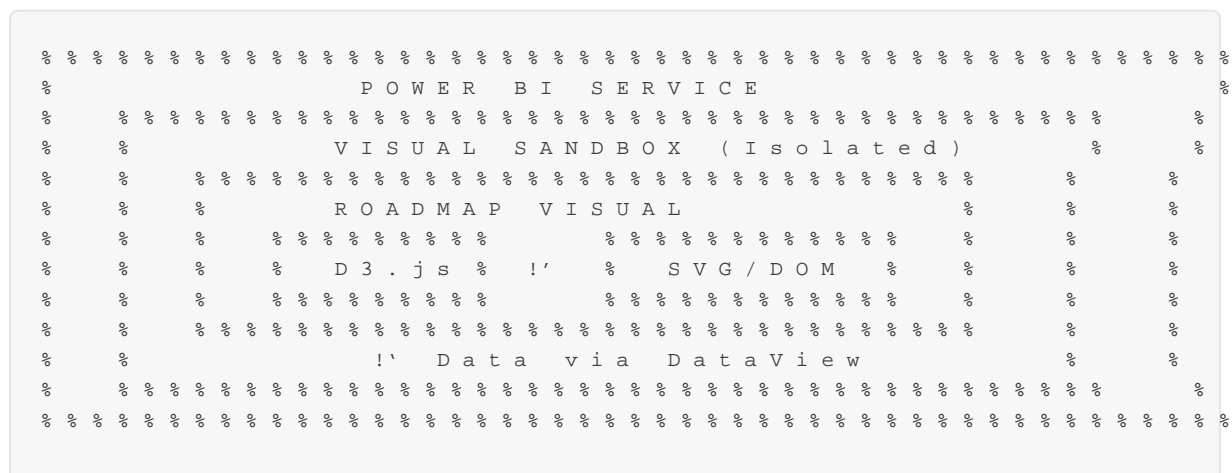 % % % % % % % % % % % % % % % % % % % % % % % % % % % % % % % % % % % % % % % % % % % % % % %
% POWER BI SERVICE %
% % % % % % % % % % % % % % % % % % % % % % % % % % % % % % % % % % % % % % % % %
% % VISUAL SANDBOX (Isolated) % %
% % % % % % % % % % % % % % % % % % % % % % % % % % % % % % % % % % %
% % % ROADMAP VISUAL % % %
% % % % % % % % % % % % % % % % % % % % % % % % % %
% % % % D3.js % !’ % SVG/DOM % % % %
% % % % % % % % % % % % % % % % % % % % % % % % % %
% % % % % % % % % % % % % % % % % % % % % % % % % % % % % % % % % % %
% % !‘ Data via DataView % %
% % % % % % % % % % % % % % % % % % % % % % % % % % % % % % % % % % % % % % % % %
% % % % % % % % % % % % % % % % % % % % % % % % % % % % % % % % % % % % % % % % % % % % % % %